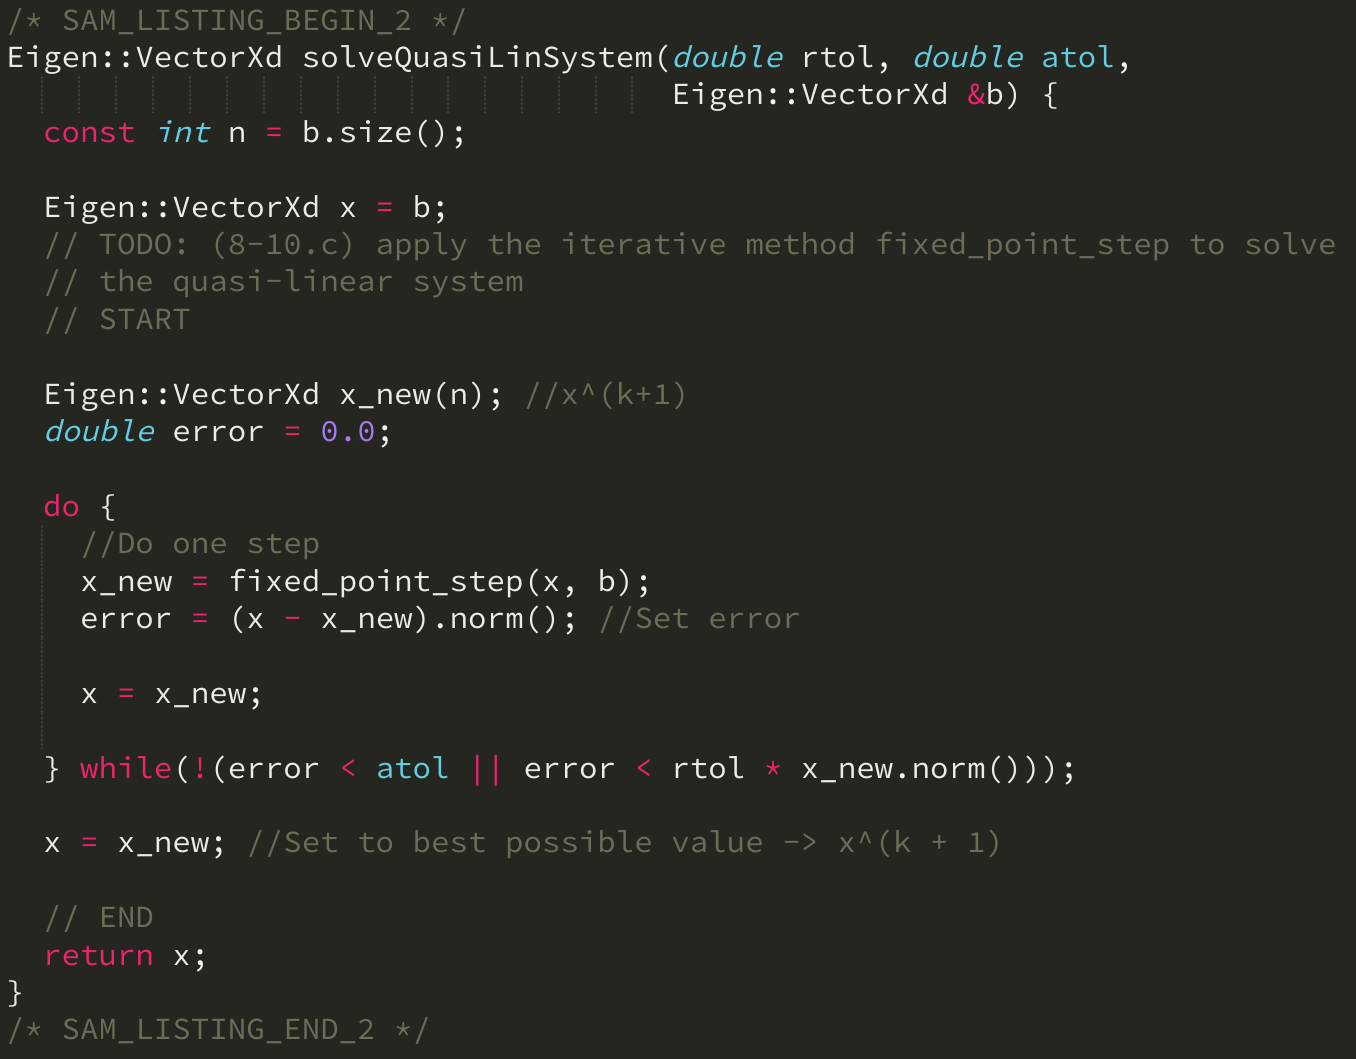 /* SAM_LISTING_BEGIN_2 */
Eigen::VectorXd solveQuasiLinSystem(double rtol, double atol,
                                    Eigen::VectorXd &b) {
  const int n = b.size();

  Eigen::VectorXd x = b;
  // TODO: (8-10.c) apply the iterative method fixed_point_step to solve
  // the quasi-linear system
  // START

  Eigen::VectorXd x_new(n); //x^(k+1)
  double error = 0.0;

  do {
    //Do one step
    x_new = fixed_point_step(x, b);
    error = (x - x_new).norm(); //Set error

    x = x_new;

  } while(!(error < atol || error < rtol * x_new.norm()));

  x = x_new; //Set to best possible value -> x^(k + 1)

  // END
  return x;
}
/* SAM_LISTING_END_2 */